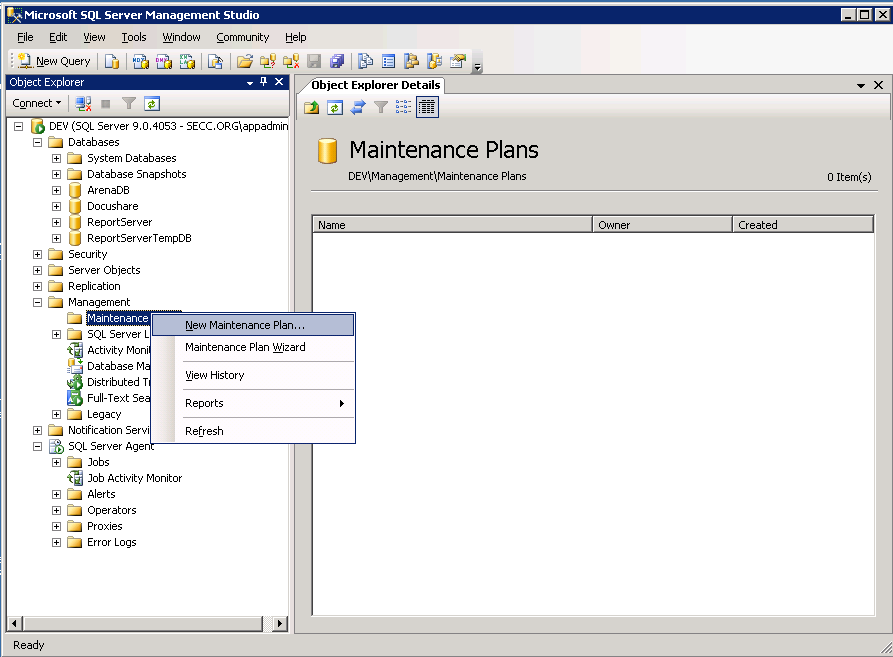 Microsoft SQL Server Management Studio
File Edit View Tools Window Community Help
New Query
Object Explorer
Connect
DEV (SQL Server 9.0.4053 - SECC.ORG\appadmin
Databases
System Databases
Database Snapshots
ArenaDB
Docushare
ReportServer
ReportServerTempDB
Security
Server Objects
Replication
Management
Maintenance
SQL Server L
Activity Monit
Database Ma
Distributed Tr
Full-Text Sea
Legacy
Notification Servi
SQL Server Agent
Jobs
Job Activity Monitor
Alerts
Operators
Proxies
Error Logs
New Maintenance Plan...
Maintenance Plan Wizard
View History
Reports
Refresh
Object Explorer Details
Maintenance Plans
DEV\Management\Maintenance Plans 0 Item(s)
Name Owner Created
Ready